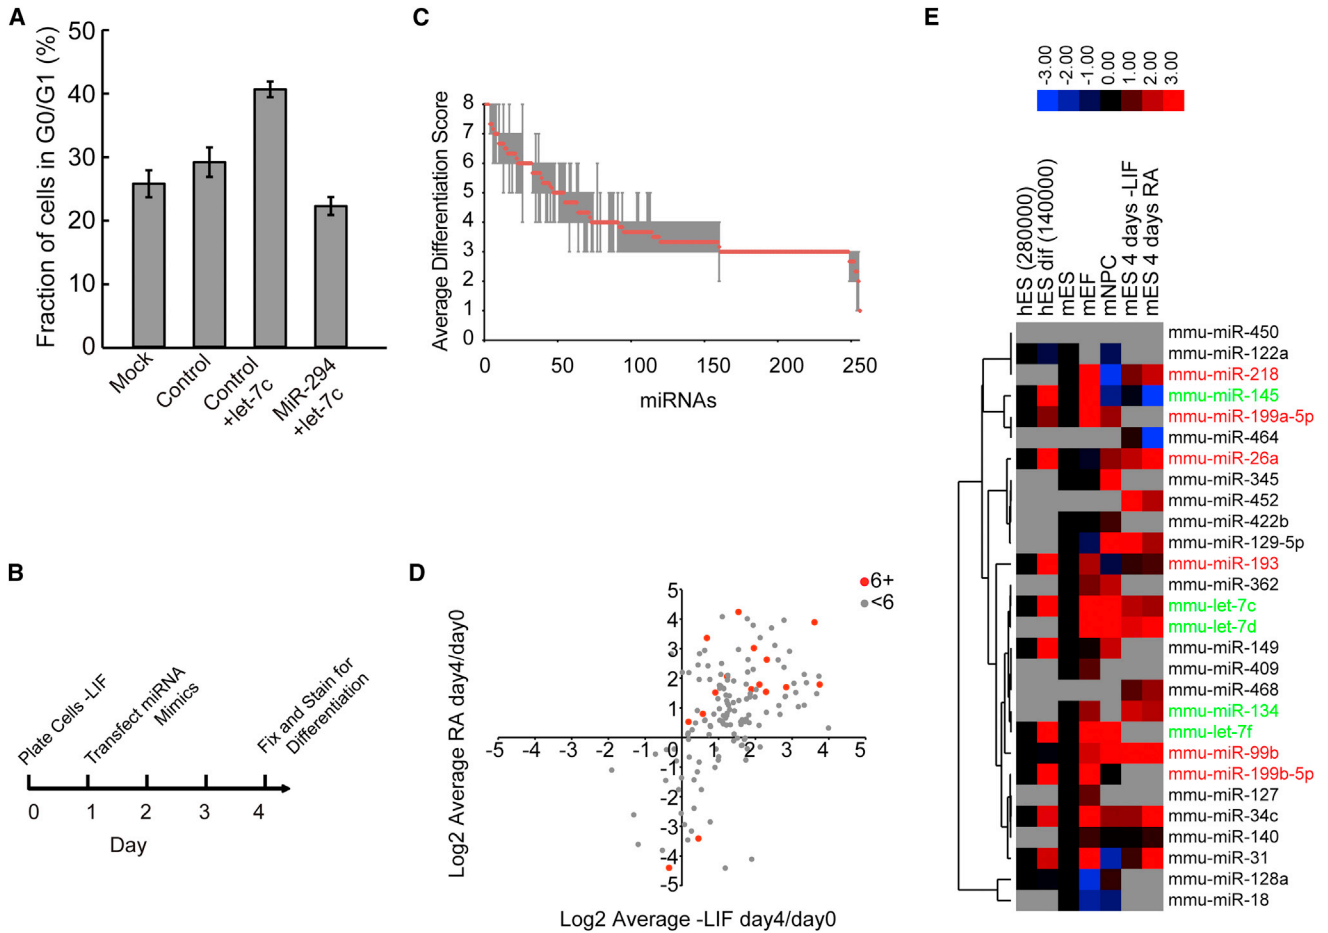 A
Fraction of cells in G0/G1 (%)
50
40
30
20
10
0
Mock
Control
Control
+let-7c
MiR-294
+let-7c
B
Plate Cells -LIF
Transfect miRNA
Mimics
Fix and Stain for
Differentiation
0 1 2 3 4
Day
C
Average Differentiation Score
8
7
6
5
4
3
2
1
0
0 50 100 150 200 250
miRNAs
D
6+
<6
Log2 Average RA day4/day0
5
4
3
2
1
-5 -4 -3 -2 -1 0 1 2 3 4 5
-1
-2
-3
-4
-5
Log2 Average -LIF day4/day0
E
-3.00
-2.00
-1.00
0.00
1.00
2.00
3.00
hES (280000)
hES dif (140000)
mES
mEF
mNPC
mES 4 days -LIF
mES 4 days RA
mmu-miR-450
mmu-miR-122a
mmu-miR-218
mmu-miR-145
mmu-miR-199a-5p
mmu-miR-464
mmu-miR-26a
mmu-miR-345
mmu-miR-452
mmu-miR-422b
mmu-miR-129-5p
mmu-miR-193
mmu-miR-362
mmu-let-7c
mmu-let-7d
mmu-miR-149
mmu-miR-409
mmu-miR-468
mmu-miR-134
mmu-let-7f
mmu-miR-99b
mmu-miR-199b-5p
mmu-miR-127
mmu-miR-34c
mmu-miR-140
mmu-miR-31
mmu-miR-128a
mmu-miR-18